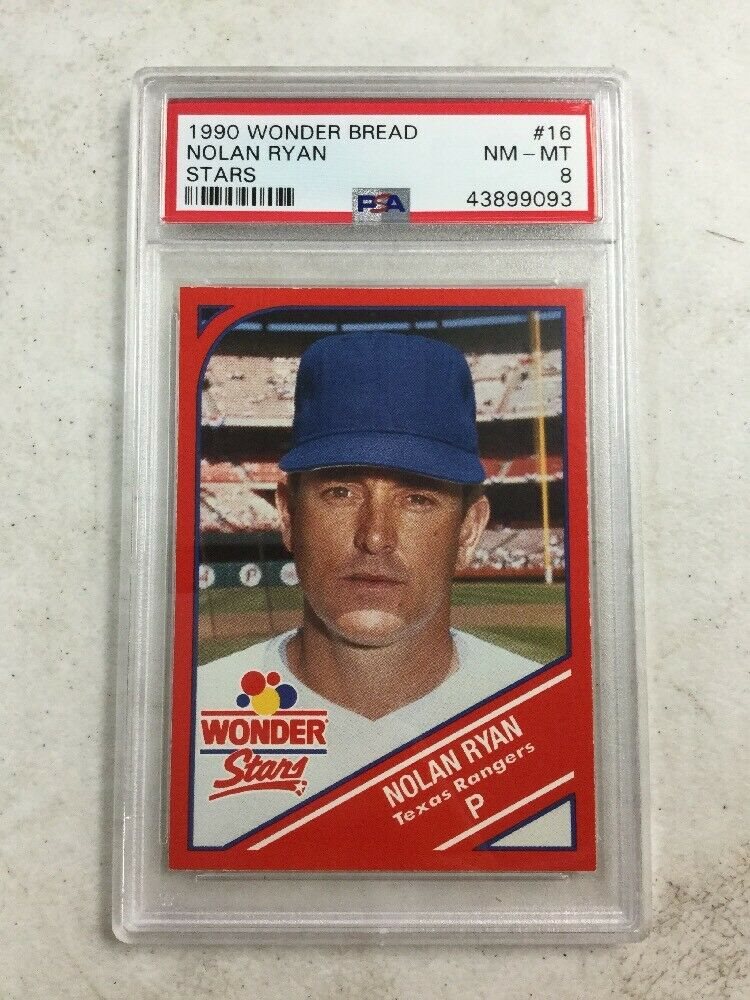 1990 WONDER BREAD #16
NOLAN RYAN NM - MT
STARS 8
PSA 43899093
WONDER
Stars
NOLAN RYAN
Texas Rangers
P